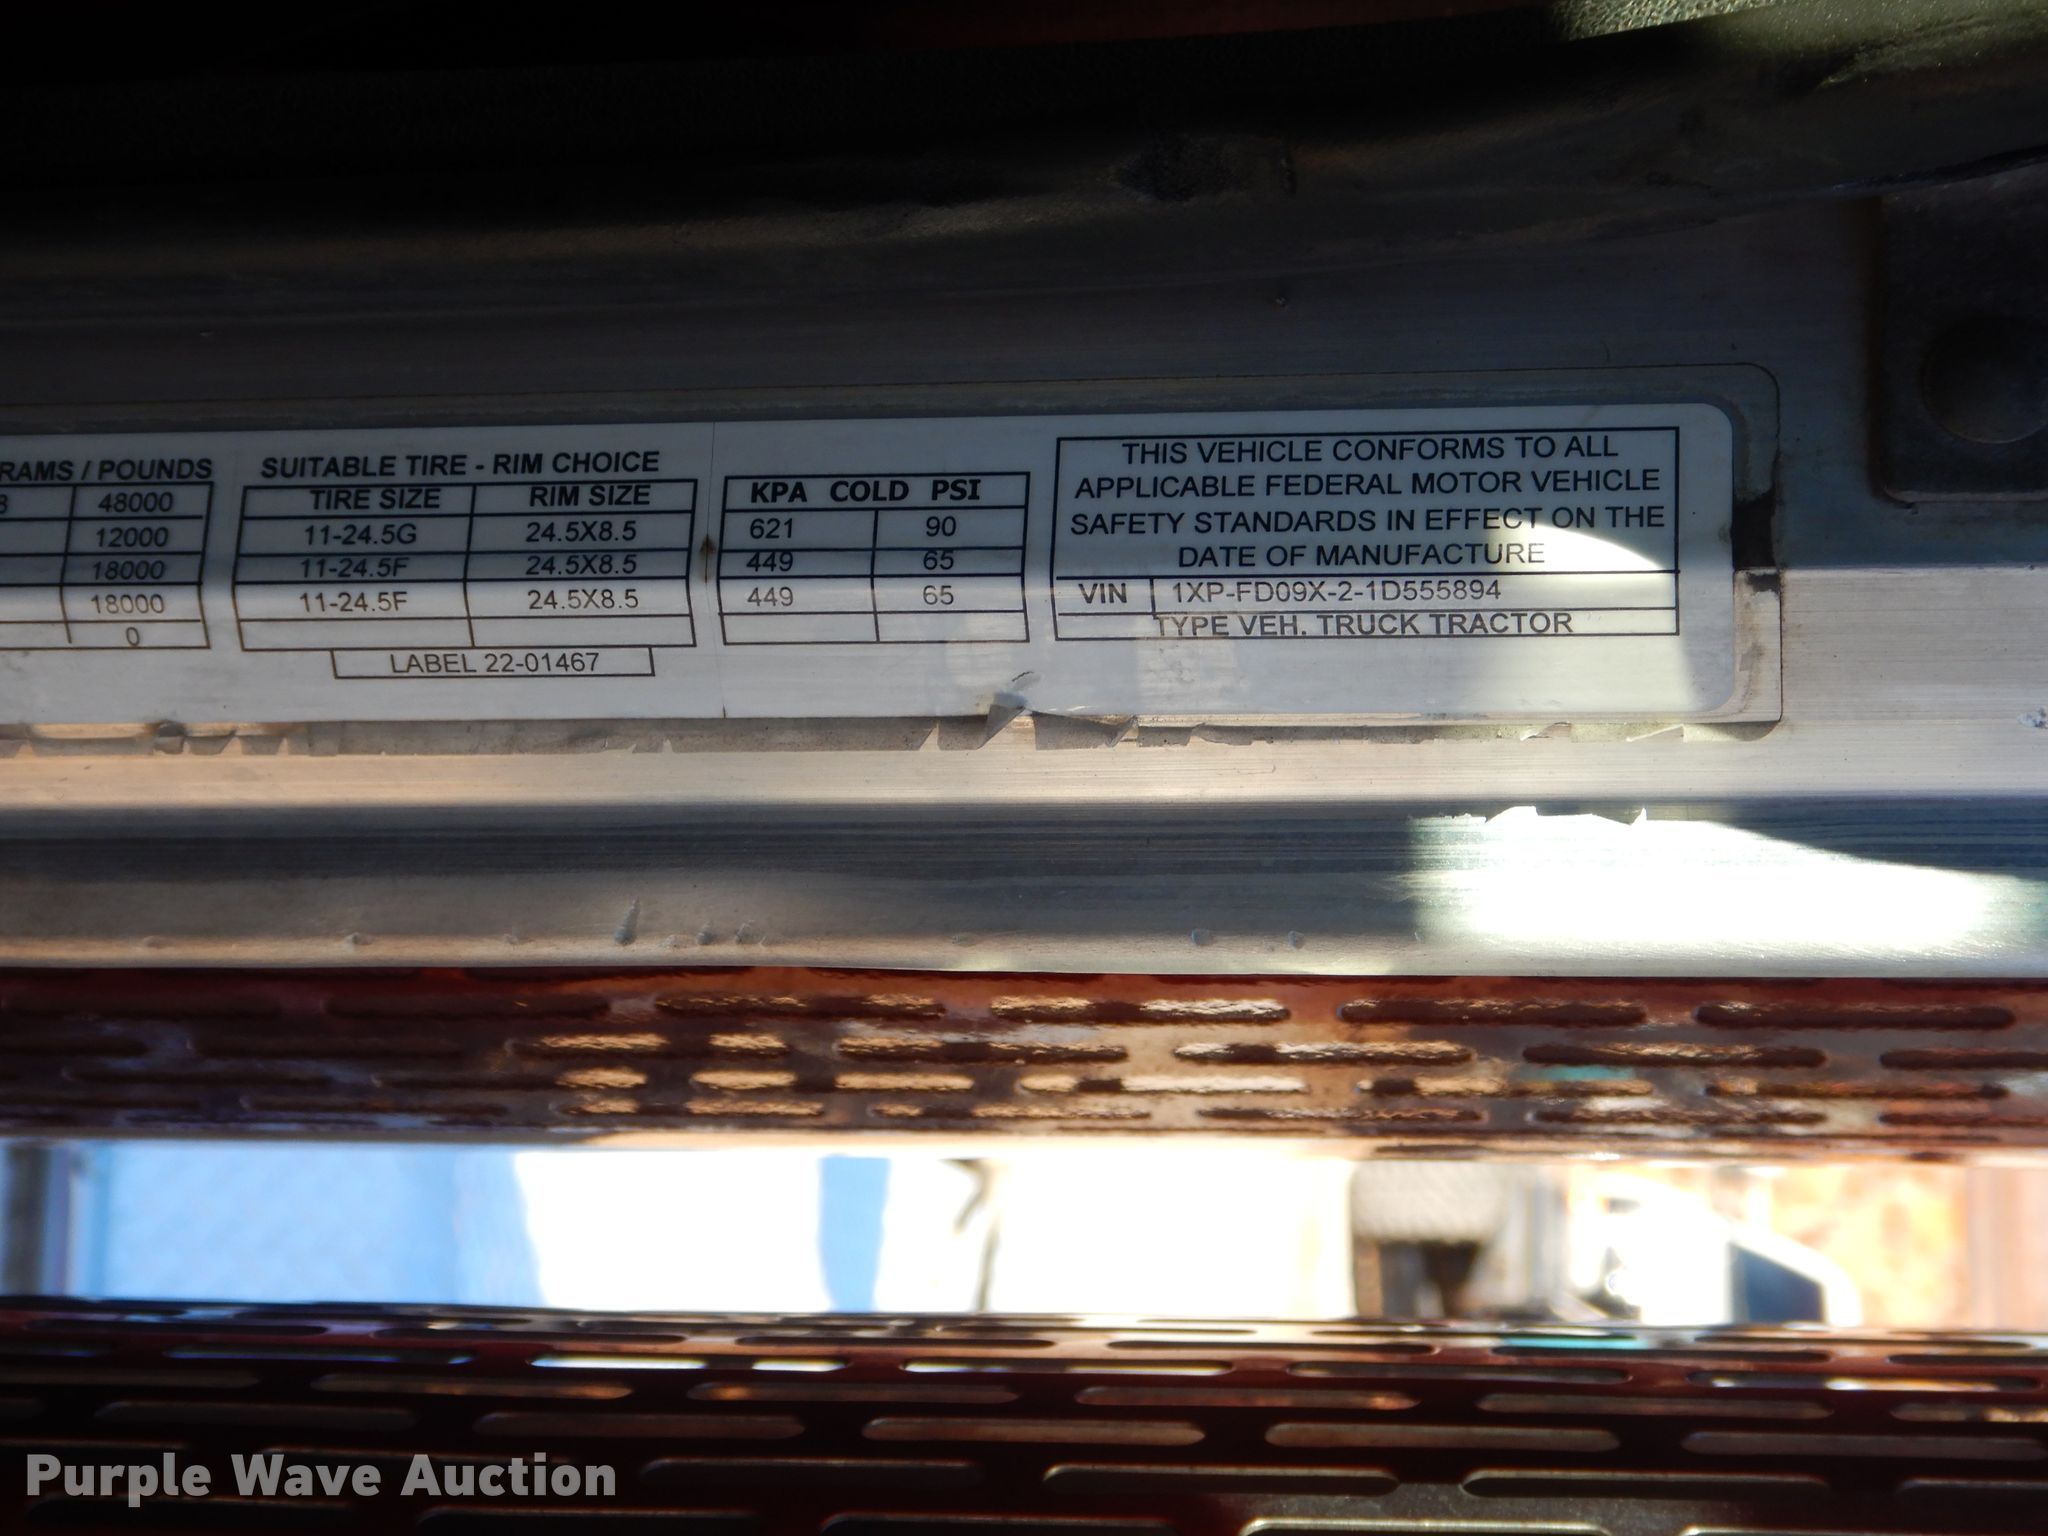 RAMS / POUNDS
8 48000
12000
18000
18000
0
SUITABLE TIRE - RIM CHOICE
TIRE SIZE RIM SIZE
11-24.5G 24.5X8.5
11-24.5F 24.5X8.5
11-24.5F 24.5X8.5
LABEL 22-01467
KPA COLD PSI
621 90
449 65
449 65
THIS VEHICLE CONFORMS TO ALL
APPLICABLE FEDERAL MOTOR VEHICLE
SAFETY STANDARDS IN EFFECT ON THE
DATE OF MANUFACTURE
VIN 1XP-FD09X-2-1D555894
TYPE VEH. TRUCK TRACTOR
Purple Wave Auction